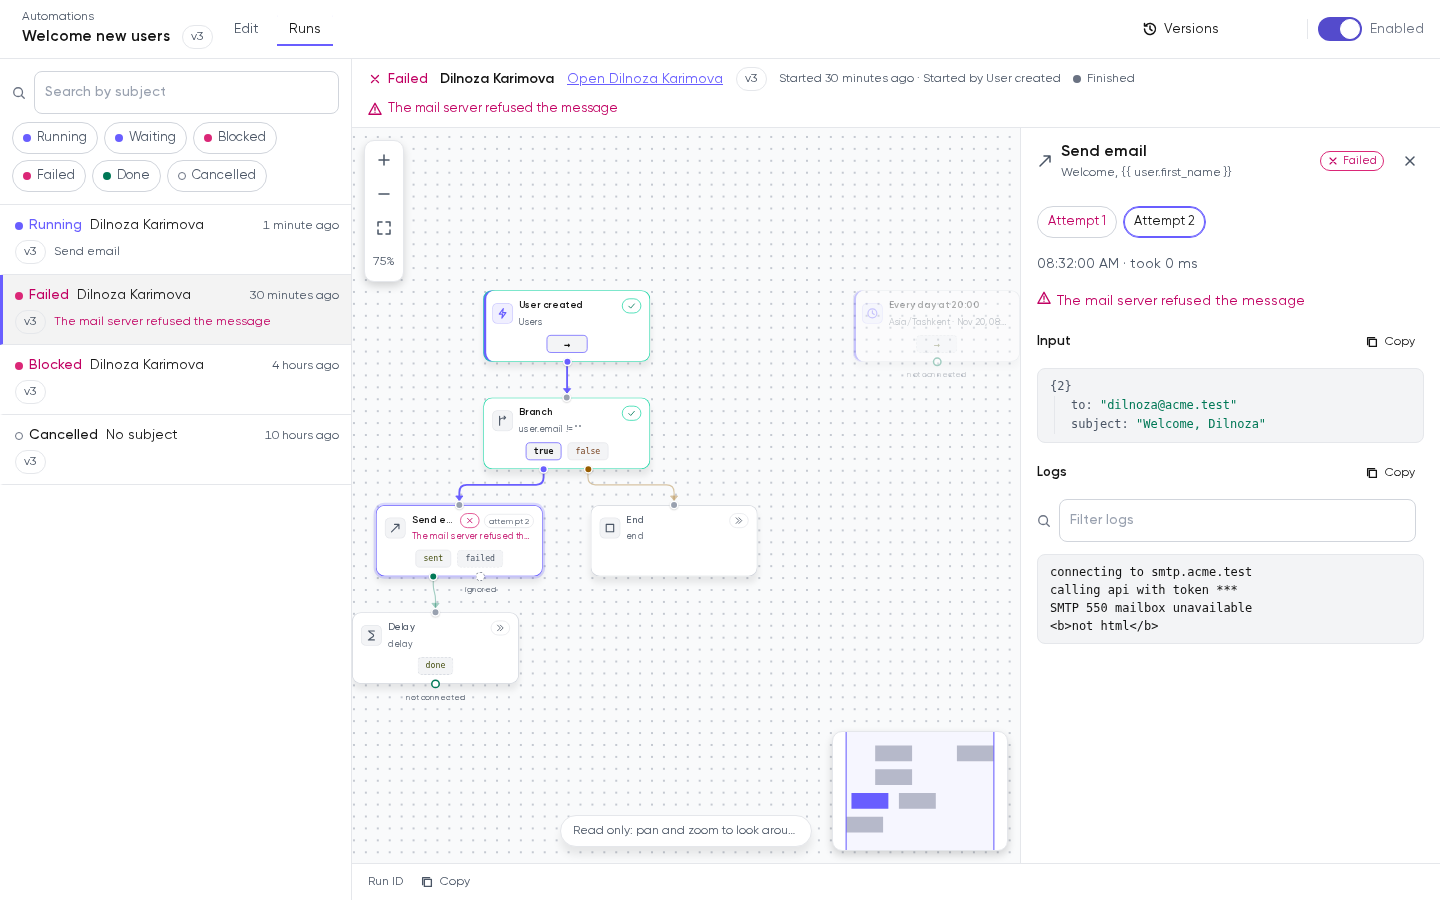 Automations
Welcome new users
v3
Edit
Runs
Versions
Enabled
Search by subject
Running
Waiting
Blocked
Failed
Done
Cancelled
Running Dilnoza Karimova 1 minute ago
v3 Send email
Failed Dilnoza Karimova 30 minutes ago
v3 The mail server refused the message
Blocked Dilnoza Karimova 4 hours ago
v3
Cancelled No subject 10 hours ago
v3
Failed Dilnoza Karimova Open Dilnoza Karimova v3 Started 30 minutes ago · Started by User created Finished
The mail server refused the message
75%
User created
Users
→
Every day at 20:00
Asia/Tashkent · Nov 20, 08:...
→
not connected
Branch
user.email != ""
true
false
Send e...
attempt 2
The mail server refused th...
sent
failed
ignored
End
end
Delay
delay
done
not connected
Read only: pan and zoom to look arou...
Send email
Welcome, {{ user.first_name }}
Failed
Attempt 1
Attempt 2
08:32:00 AM · took 0 ms
The mail server refused the message
Input
Copy
{2}
to: "dilnoza@acme.test"
subject: "Welcome, Dilnoza"
Logs
Copy
Filter logs
connecting to smtp.acme.test
calling api with token ***
SMTP 550 mailbox unavailable
<b>not html</b>
Run ID
Copy